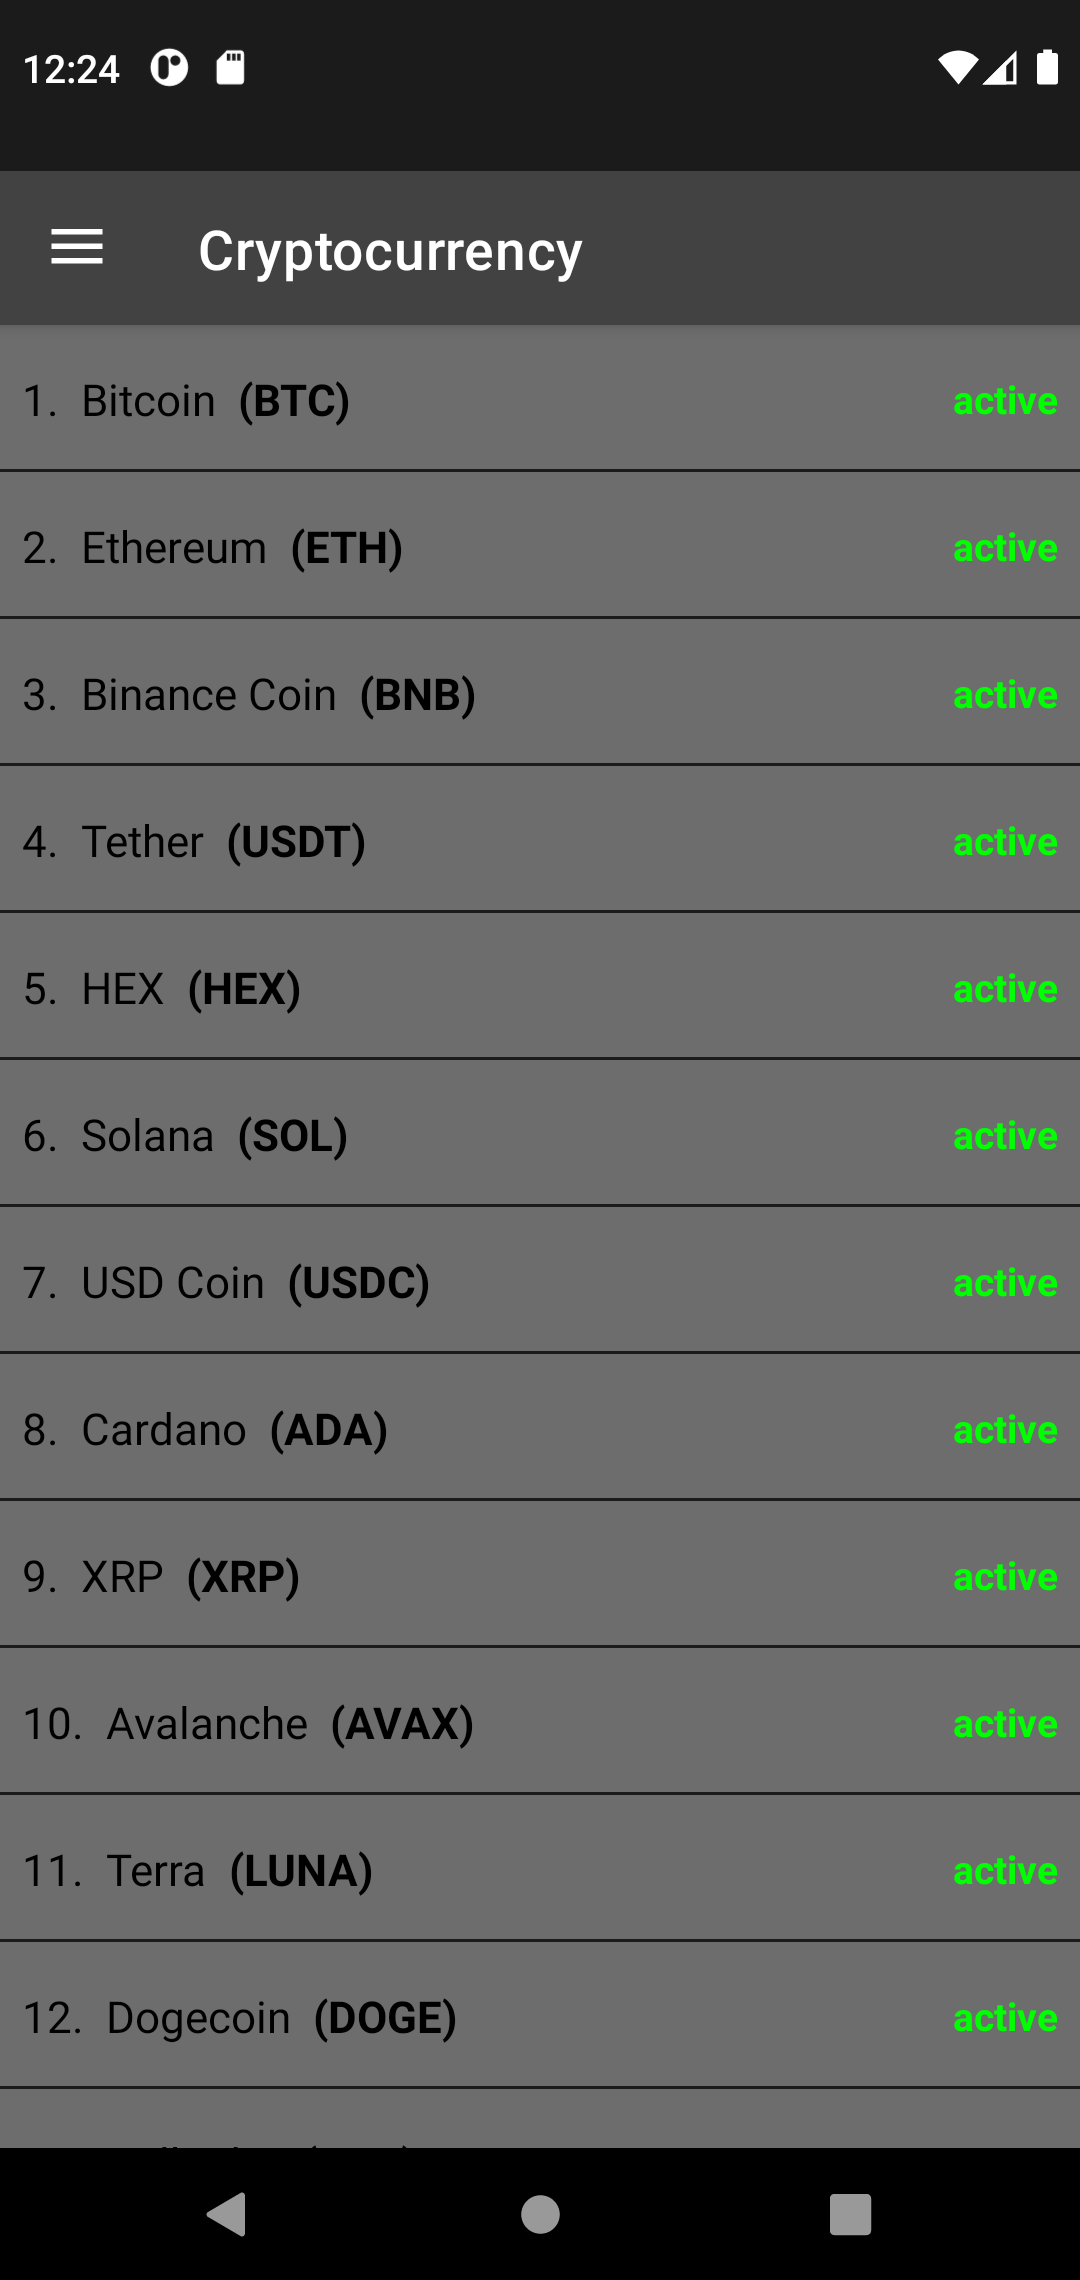 12:24
Cryptocurrency
1. Bitcoin (BTC) active
2. Ethereum (ETH) active
3. Binance Coin (BNB) active
4. Tether (USDT) active
5. HEX (HEX) active
6. Solana (SOL) active
7. USD Coin (USDC) active
8. Cardano (ADA) active
9. XRP (XRP) active
10. Avalanche (AVAX) active
11. Terra (LUNA) active
12. Dogecoin (DOGE) active